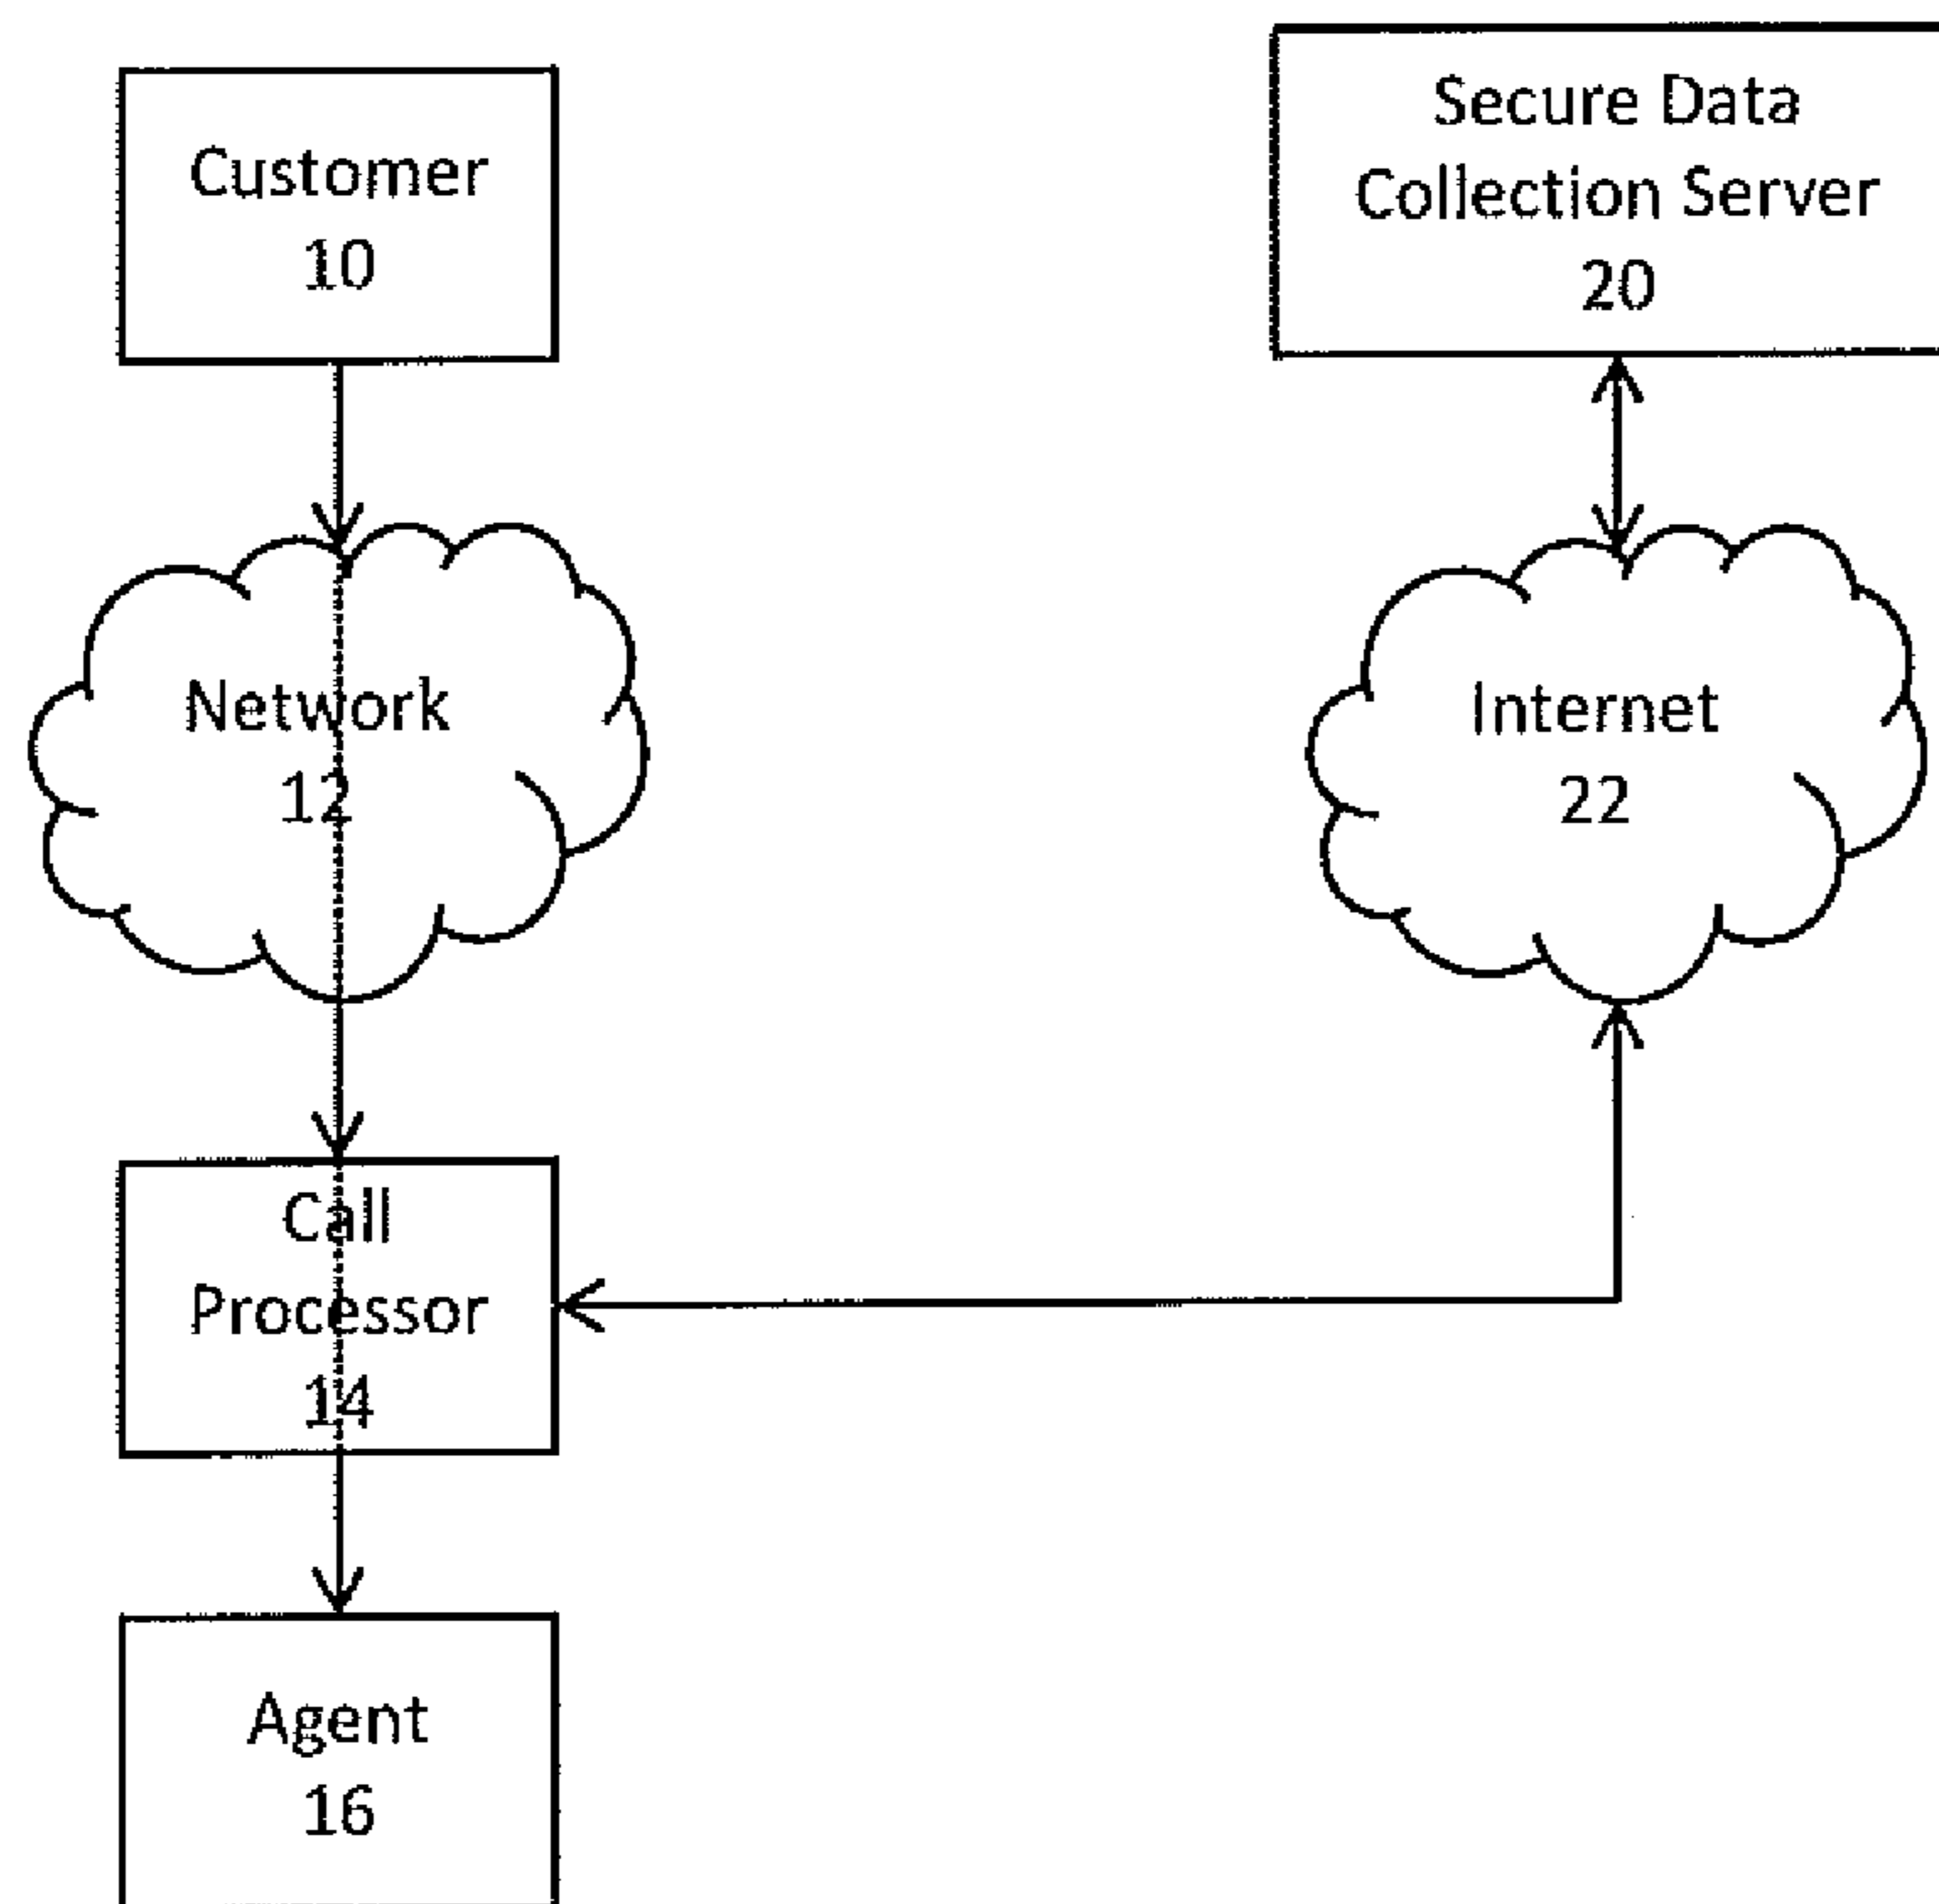 Customer
10
Secure Data
Collection Server
20
Network
12
Internet
22
Call
Processor
14
Agent
16